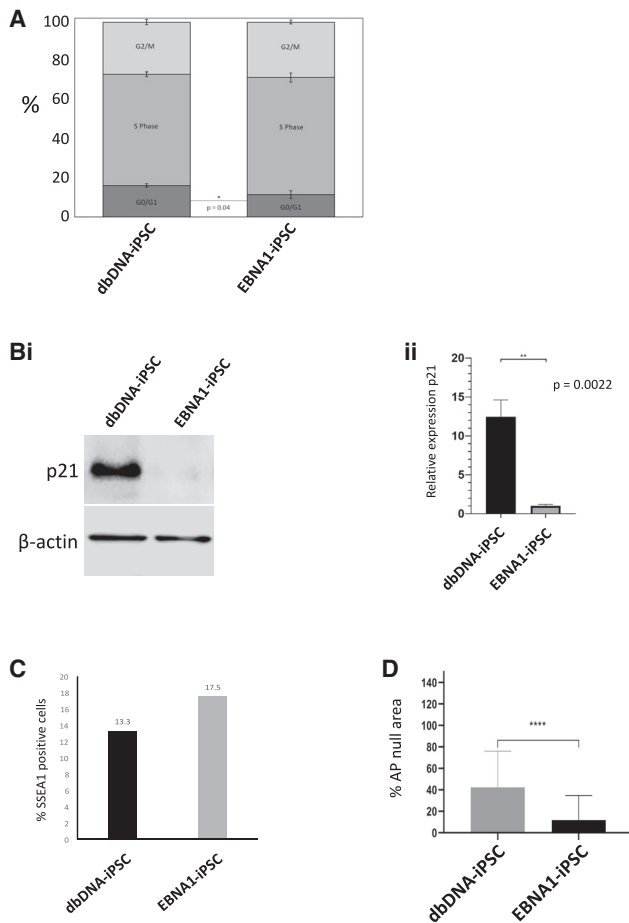 A
100
80
60
40
20
0
%
G2/M
S Phase
G0/G1
G2/M
S Phase
G0/G1
*
p = 0.04
dbDNA-iPSC
EBNA1-iPSC
Bi
dbDNA-iPSC
EBNA1-iPSC
p21
β-actin
ii
Relative expression p21
20
15
10
5
0
**
p = 0.0022
dbDNA-iPSC
EBNA1-iPSC
C
% SSEA1 positive cells
20
18
16
14
12
10
8
6
4
2
0
13.3
17.5
dbDNA-iPSC
EBNA1-iPSC
D
% AP null area
140
120
100
80
60
40
20
0
****
dbDNA-iPSC
EBNA1-iPSC